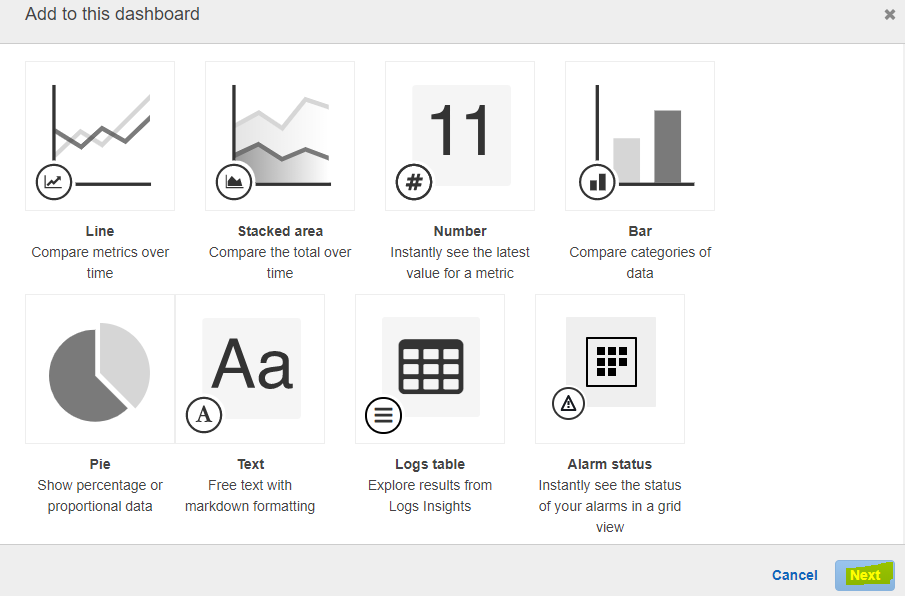 Add to this dashboard
×
11
#
Line
Stacked area
Number
Bar
Compare metrics over
time
Compare the total over
time
Instantly see the latest
value for a metric
Compare categories of
data
Aa
A
Pie
Text
Logs table
Alarm status
Show percentage or
proportional data
Free text with
markdown formatting
Explore results from
Logs Insights
Instantly see the status
of your alarms in a grid
view
Cancel
Next